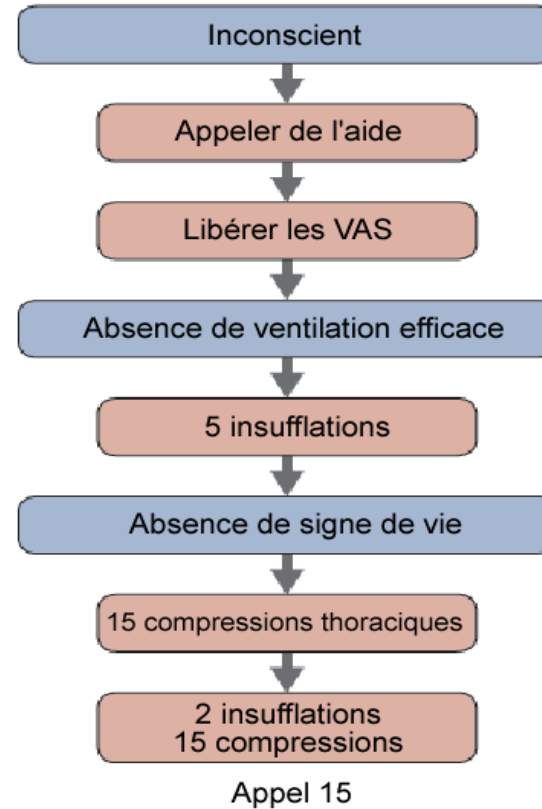 Inconscient
Appeler de l'aide
Libérer les VAS
Absence de ventilation efficace
5 insufflations
Absence de signe de vie
15 compressions thoraciques
2 insufflations
15 compressions
Appel 15